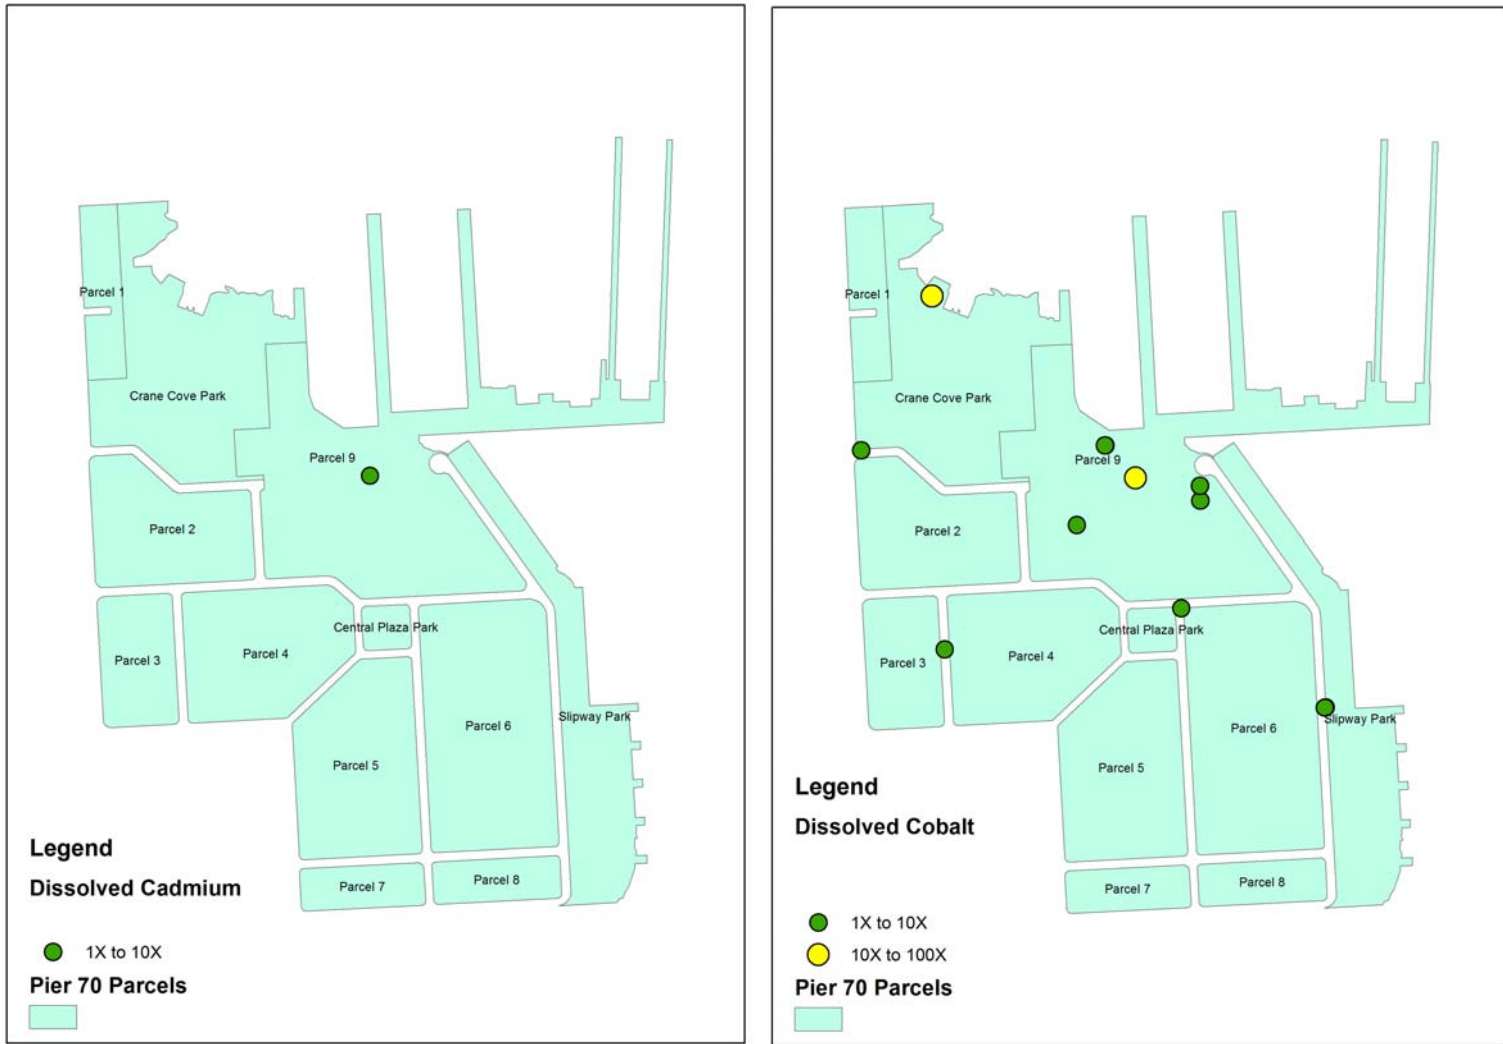 Parcel 1
Crane Cove Park
Parcel 9
Parcel 2
Central Plaza Park
Parcel 3
Parcel 4
Slipway Park
Parcel 6
Parcel 5
Parcel 7
Parcel 8
Legend
Dissolved Cadmium
1X to 10X
Pier 70 Parcels
Parcel 1
Crane Cove Park
Parcel 9
Parcel 2
Central Plaza Park
Parcel 3
Parcel 4
Slipway Park
Parcel 6
Parcel 5
Parcel 7
Parcel 8
Legend
Dissolved Cobalt
1X to 10X
10X to 100X
Pier 70 Parcels